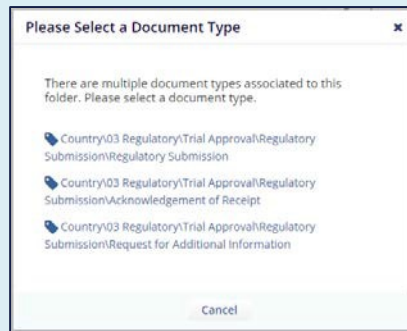 Please Select a Document Type
There are multiple document types associated to this
folder. Please select a document type.
Country\03 Regulatory\Trial Approval\Regulatory
Submission\Regulatory Submission
Country\03 Regulatory\Trial Approval\Regulatory
Submission\Acknowledgement of Receipt
Country\03 Regulatory\Trial Approval\Regulatory
Submission\Request for Additional Information
Cancel